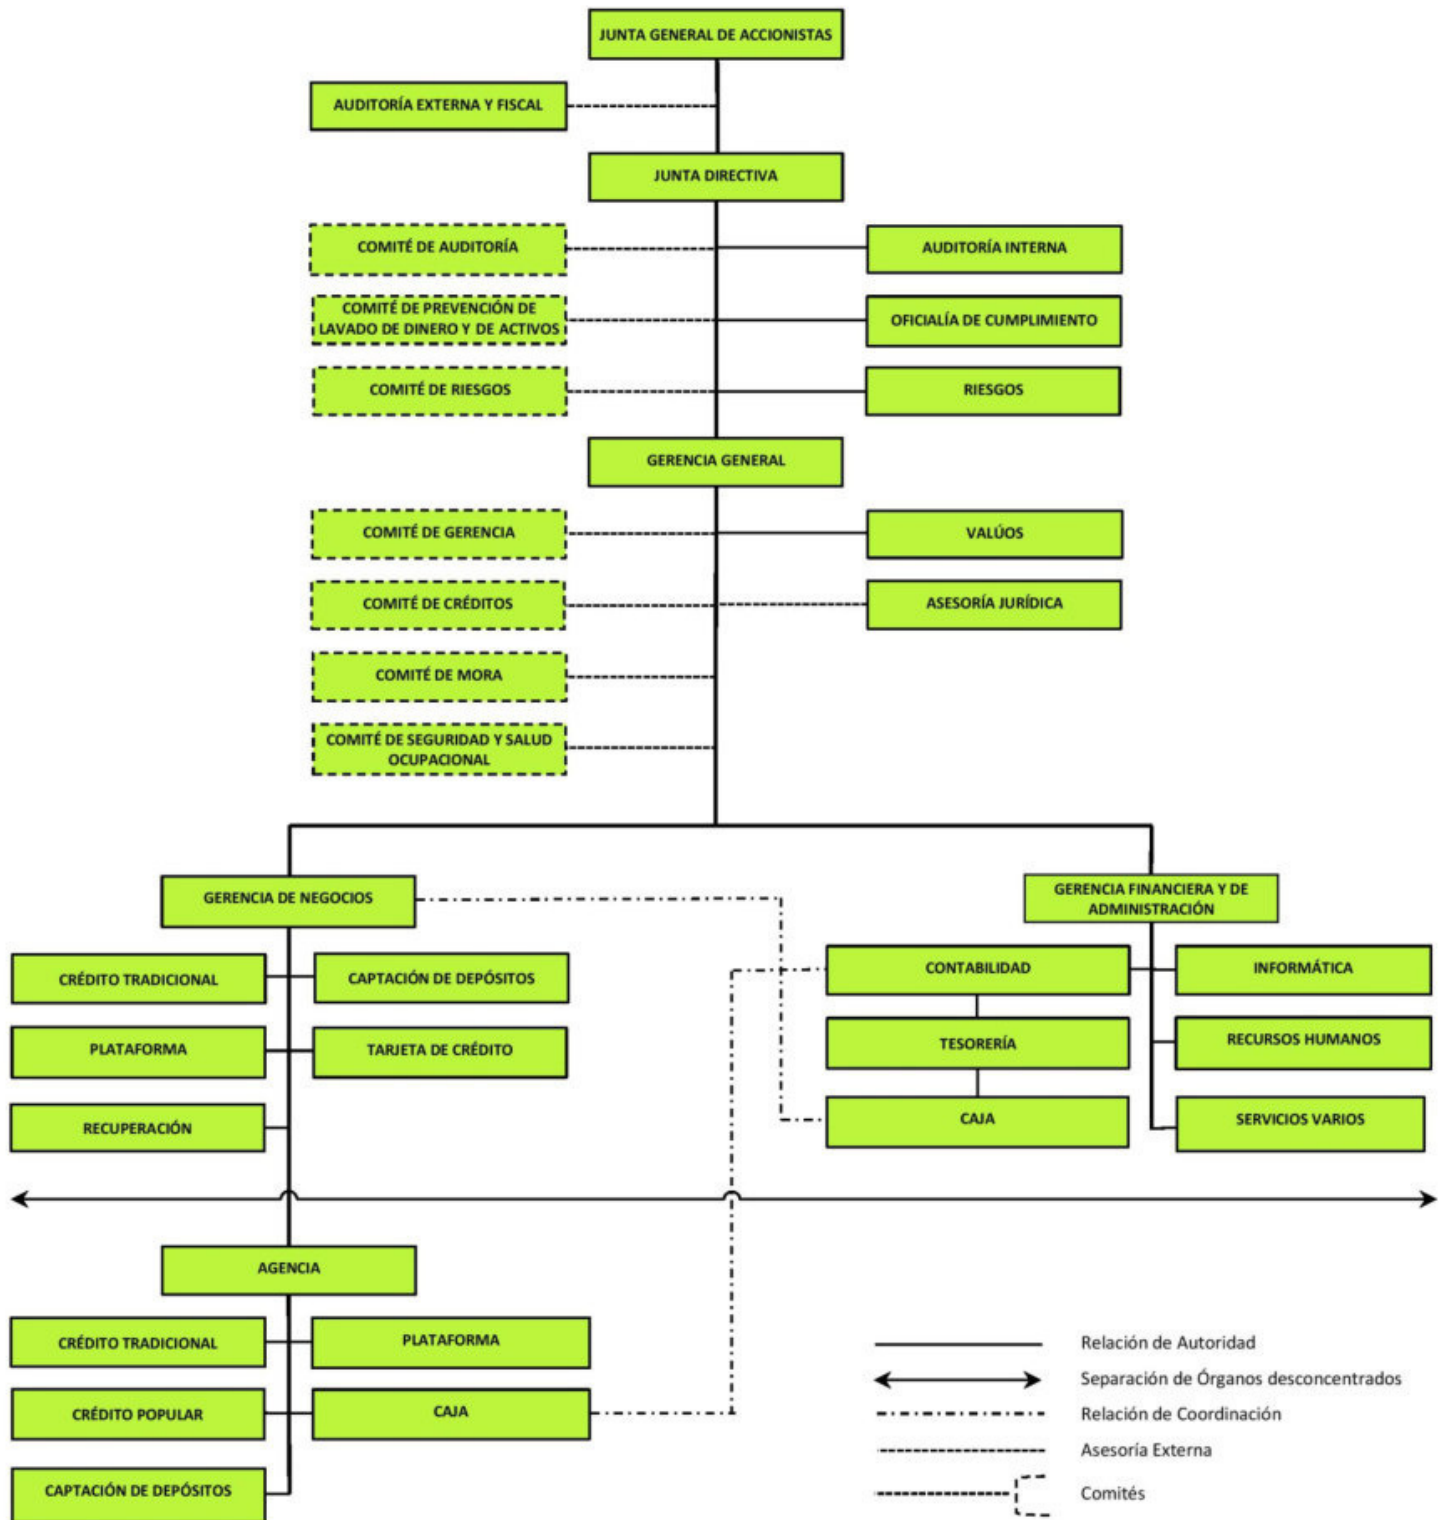 JUNTA GENERAL DE ACCIONISTAS
AUDITORÍA EXTERNA Y FISCAL
JUNTA DIRECTIVA
COMITÉ DE AUDITORÍA
AUDITORÍA INTERNA
COMITÉ DE PREVENCIÓN DE
LAVADO DE DINERO Y DE ACTIVOS
OFICIALÍA DE CUMPLIMIENTO
COMITÉ DE RIESGOS
RIESGOS
GERENCIA GENERAL
COMITÉ DE GERENCIA
VALÚOS
COMITÉ DE CRÉDITOS
ASESORÍA JURÍDICA
COMITÉ DE MORA
COMITÉ DE SEGURIDAD Y SALUD
OCUPACIONAL
GERENCIA DE NEGOCIOS
GERENCIA FINANCIERA Y DE
ADMINISTRACIÓN
CRÉDITO TRADICIONAL
CAPTACIÓN DE DEPÓSITOS
CONTABILIDAD
INFORMÁTICA
PLATAFORMA
TARJETA DE CRÉDITO
TESORERÍA
RECURSOS HUMANOS
RECUPERACIÓN
CAJA
SERVICIOS VARIOS
AGENCIA
CRÉDITO TRADICIONAL
PLATAFORMA
CRÉDITO POPULAR
CAJA
CAPTACIÓN DE DEPÓSITOS
Relación de Autoridad
Separación de Órganos desconcentrados
Relación de Coordinación
Asesoría Externa
Comités